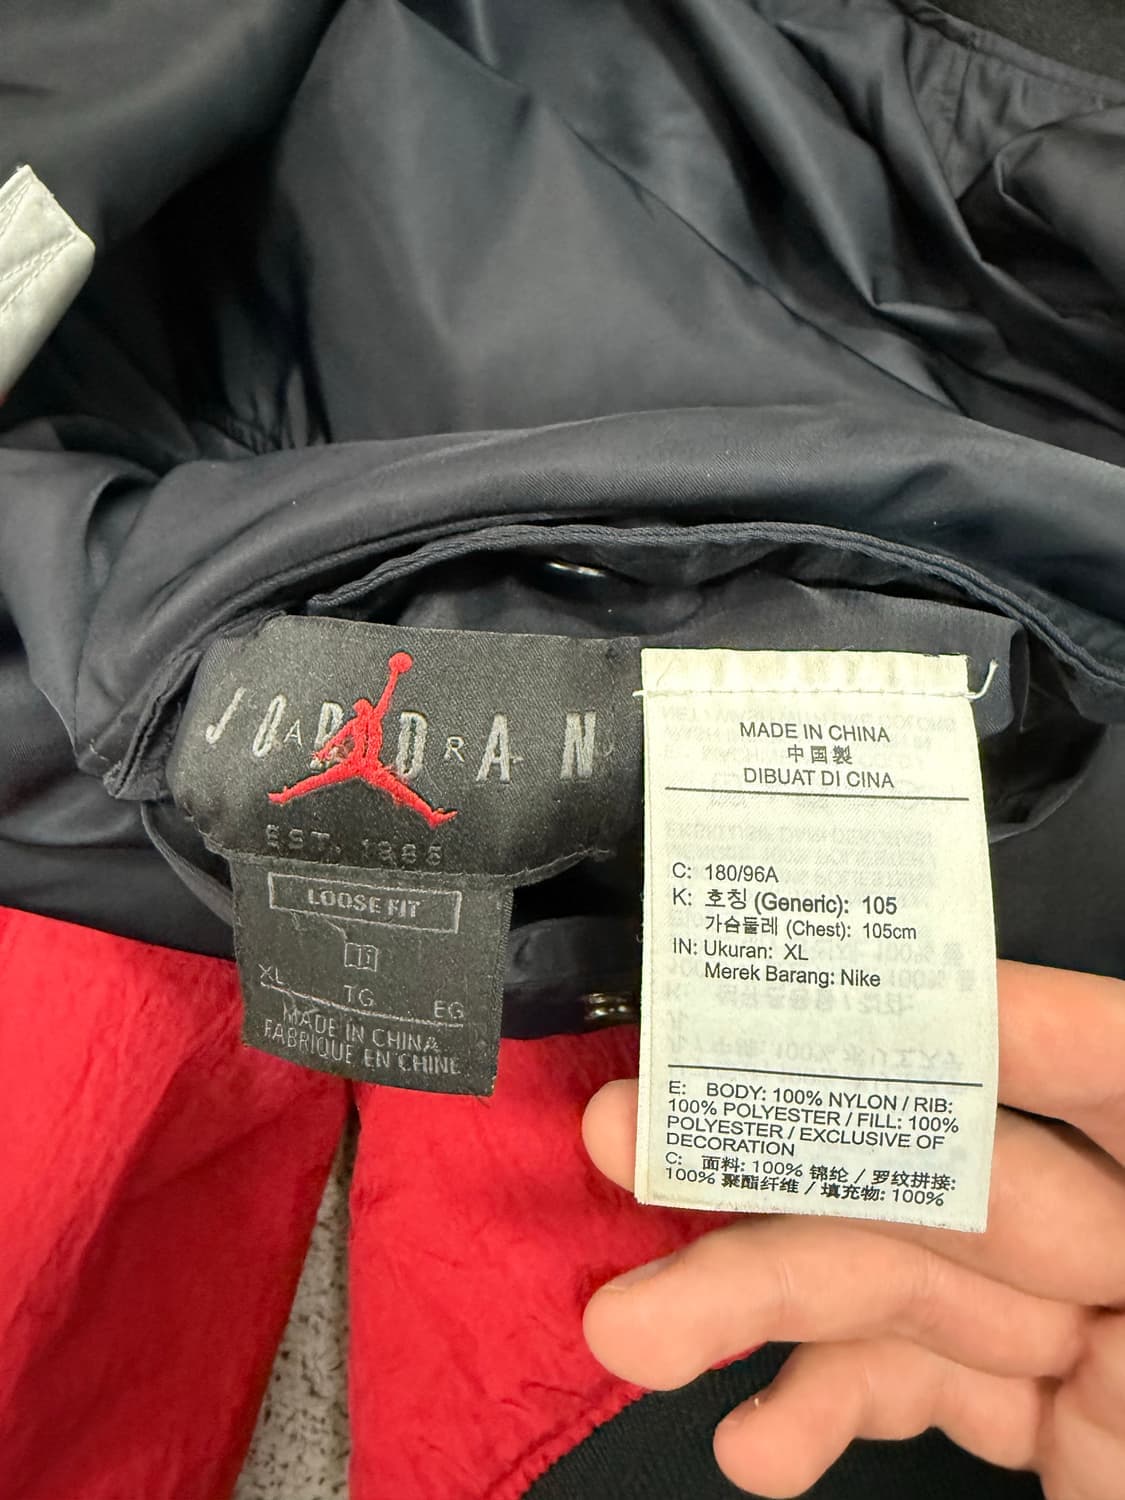 JORDAN
AIR
EST. 1985
LOOSE FIT
XL TG EG
MADE IN CHINA
FABRIQUE EN CHINE
MADE IN CHINA
中国製
DIBUAT DI CINA
C: 180/96A
K: 호칭 (Generic): 105
가슴둘레 (Chest): 105cm
IN: Ukuran: XL
Merek Barang: Nike
E: BODY: 100% NYLON / RIB:
100% POLYESTER / FILL: 100%
POLYESTER / EXCLUSIVE OF
DECORATION
C: 面料: 100% 锦纶 / 罗纹拼接:
100% 聚酯纤维 / 填充物: 100%